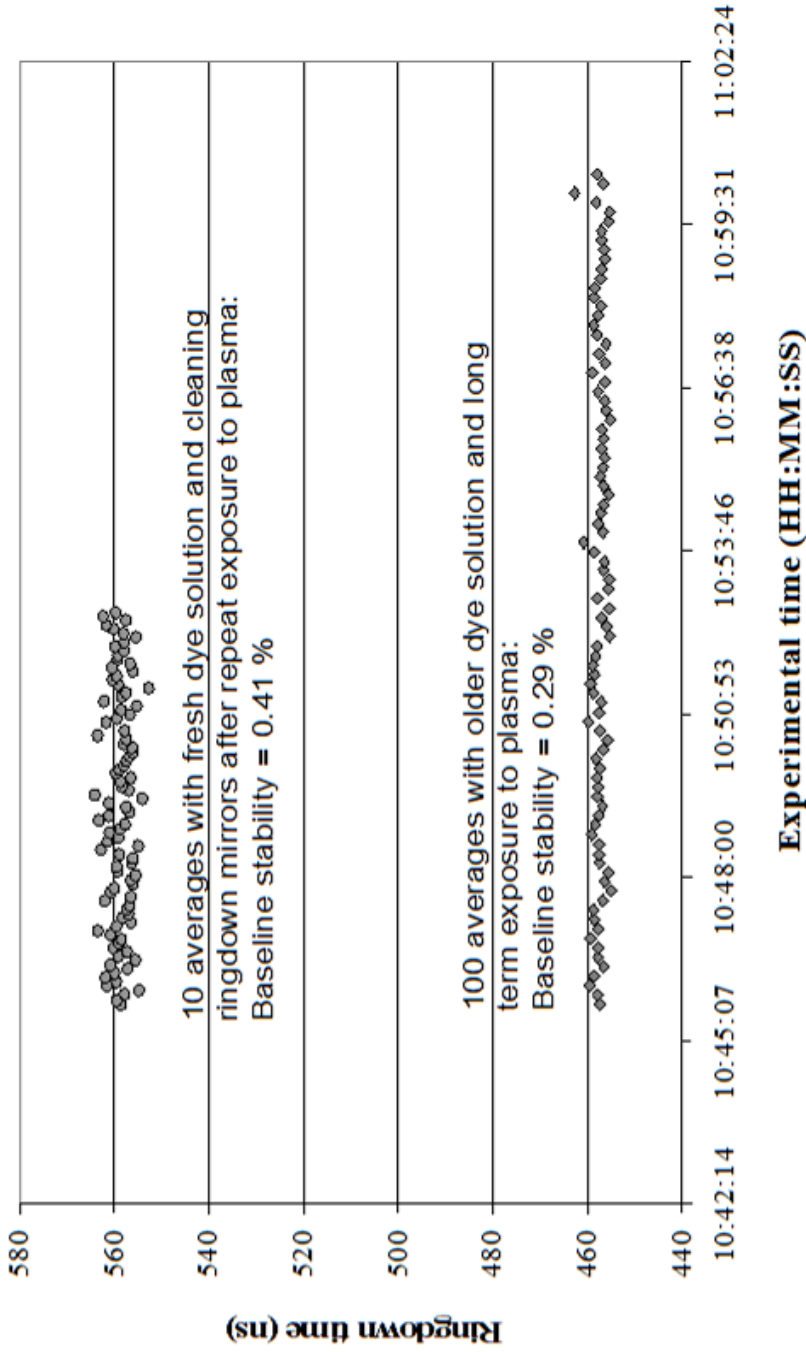 580
560
540
520
500
480
460
440
Ringdown time (ns)
10 averages with fresh dye solution and cleaning
ringdown mirrors after repeat exposure to plasma:
Baseline stability = 0.41 %
100 averages with older dye solution and long
term exposure to plasma:
Baseline stability = 0.29 %
10:42:14
10:45:07
10:48:00
10:50:53
10:53:46
10:56:38
10:59:31
11:02:24
Experimental time (HH:MM:SS)